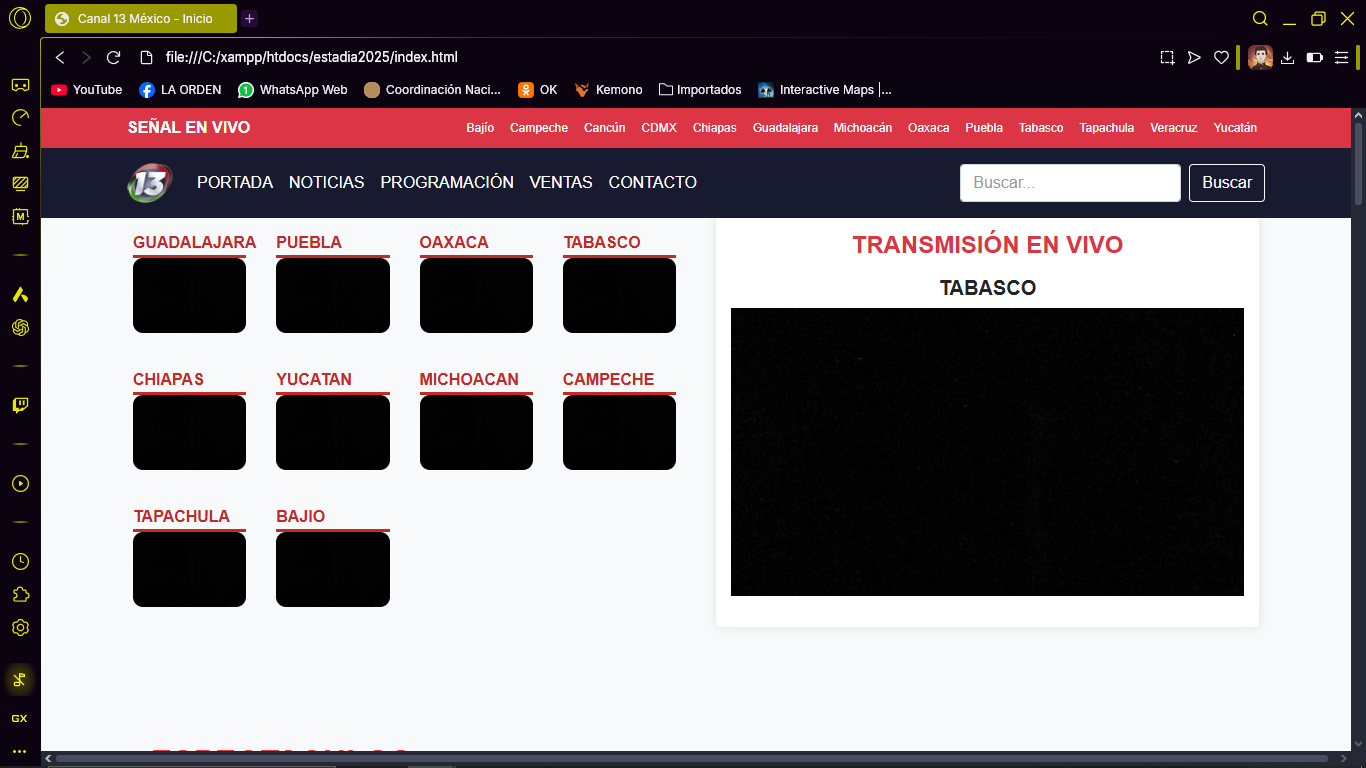 Canal 13 México - Inicio
file:///C:/xampp/htdocs/estadia2025/index.html
YouTube LA ORDEN WhatsApp Web Coordinación Naci... OK Kemono Importados Interactive Maps |...
SEÑAL EN VIVO Bajío Campeche Cancún CDMX Chiapas Guadalajara Michoacán Oaxaca Puebla Tabasco Tapachula Veracruz Yucatán
13 PORTADA NOTICIAS PROGRAMACIÓN VENTAS CONTACTO Buscar... Buscar
GUADALAJARA PUEBLA OAXACA TABASCO
CHIAPAS YUCATAN MICHOACAN CAMPECHE
TAPACHULA BAJIO
TRANSMISIÓN EN VIVO
TABASCO
M
GX